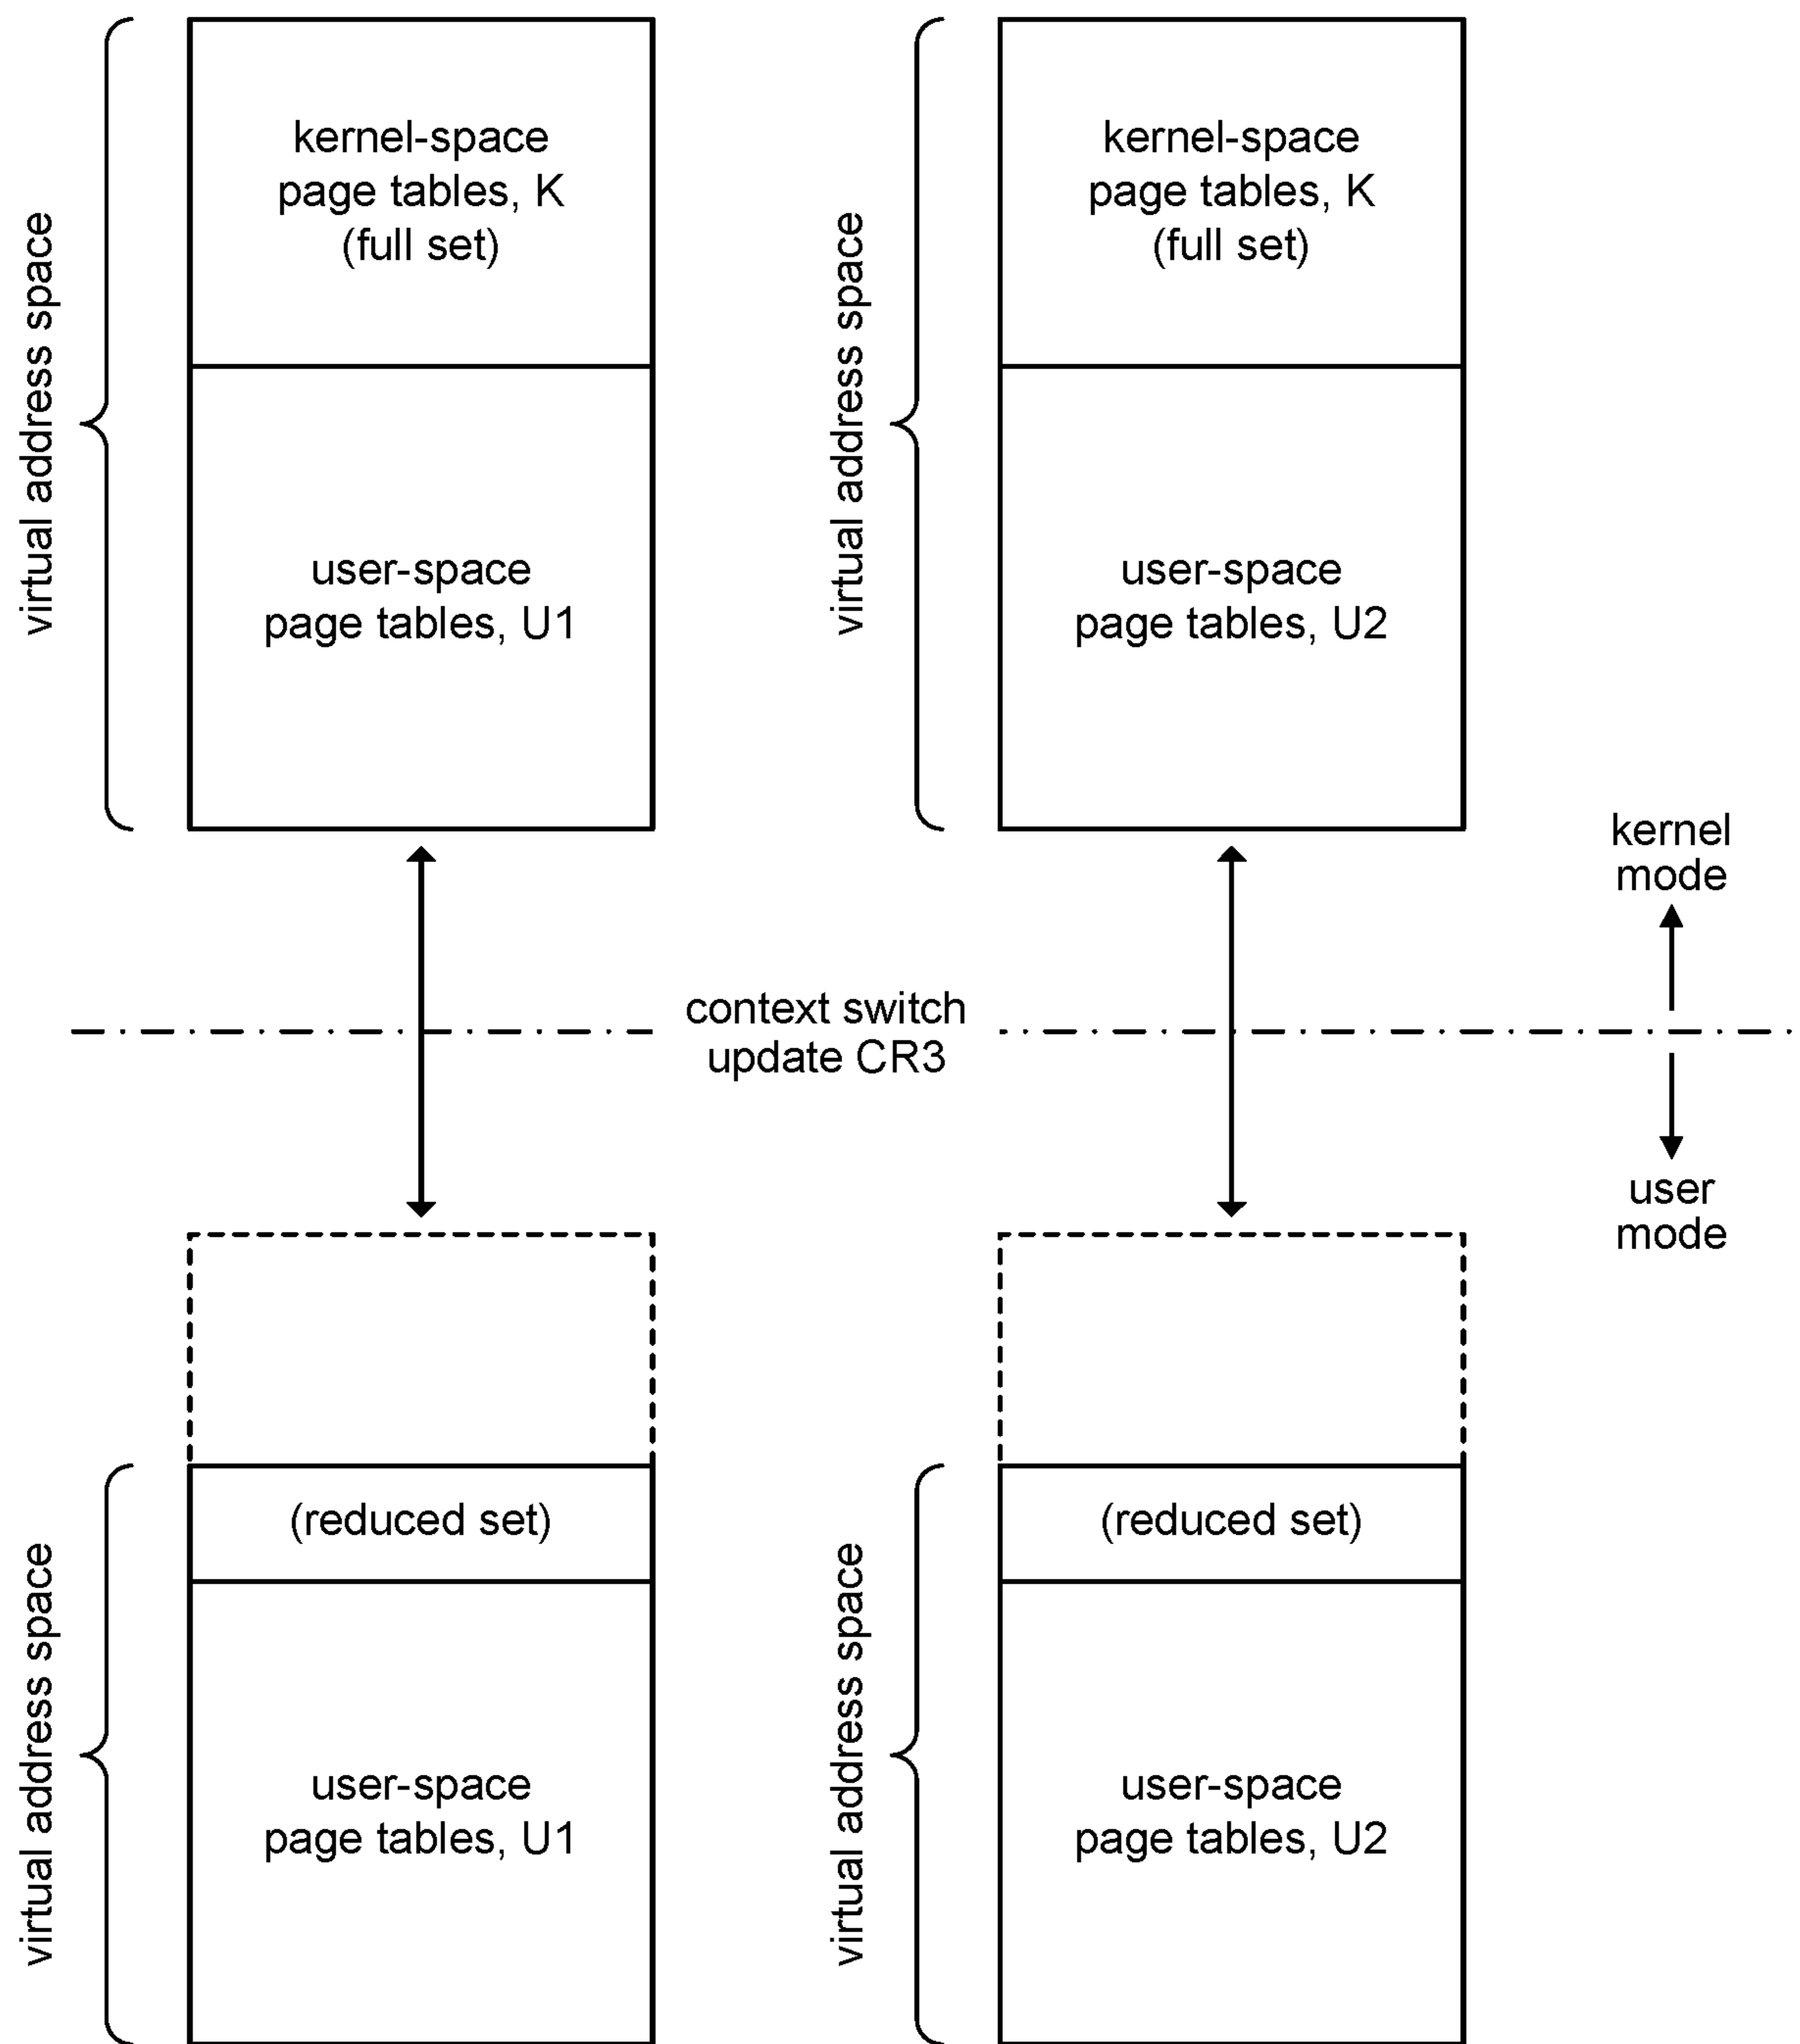 virtual address space
kernel-space
page tables, K
(full set)
user-space
page tables, U1
virtual address space
kernel-space
page tables, K
(full set)
user-space
page tables, U2
kernel
mode
context switch
update CR3
user
mode
virtual address space
(reduced set)
user-space
page tables, U1
virtual address space
(reduced set)
user-space
page tables, U2